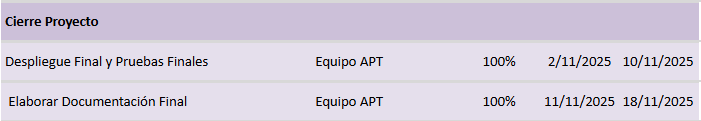 Cierre Proyecto
Despliegue Final y Pruebas Finales Equipo APT 100% 2/11/2025 10/11/2025
Elaborar Documentación Final Equipo APT 100% 11/11/2025 18/11/2025